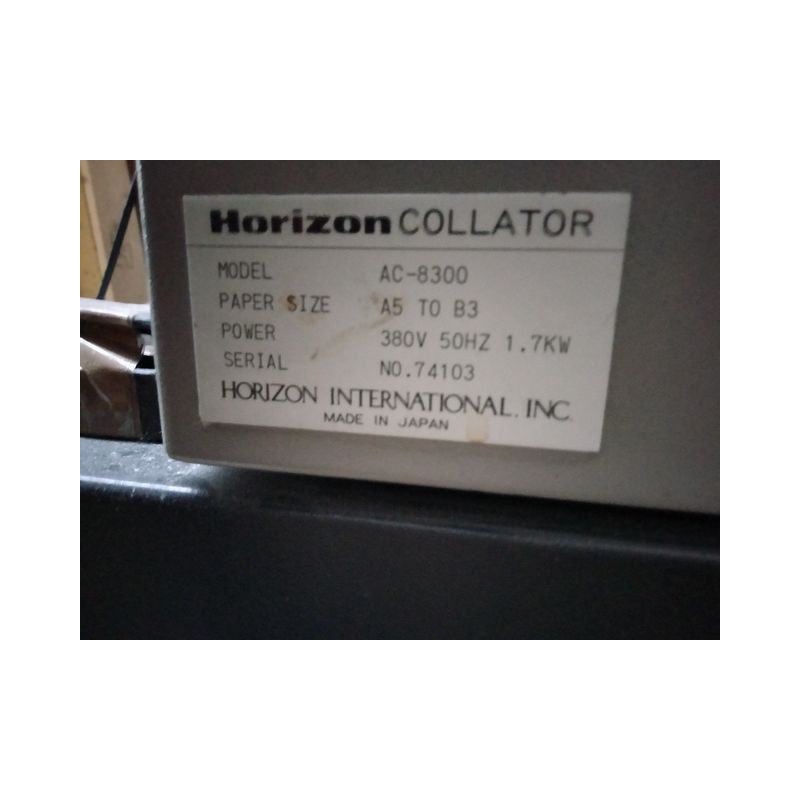 Horizon COLLATOR
MODEL AC-8300
PAPER SIZE A5 TO B3
POWER 380V 50HZ 1.7KW
SERIAL NO.74103
HORIZON INTERNATIONAL. INC.
MADE IN JAPAN